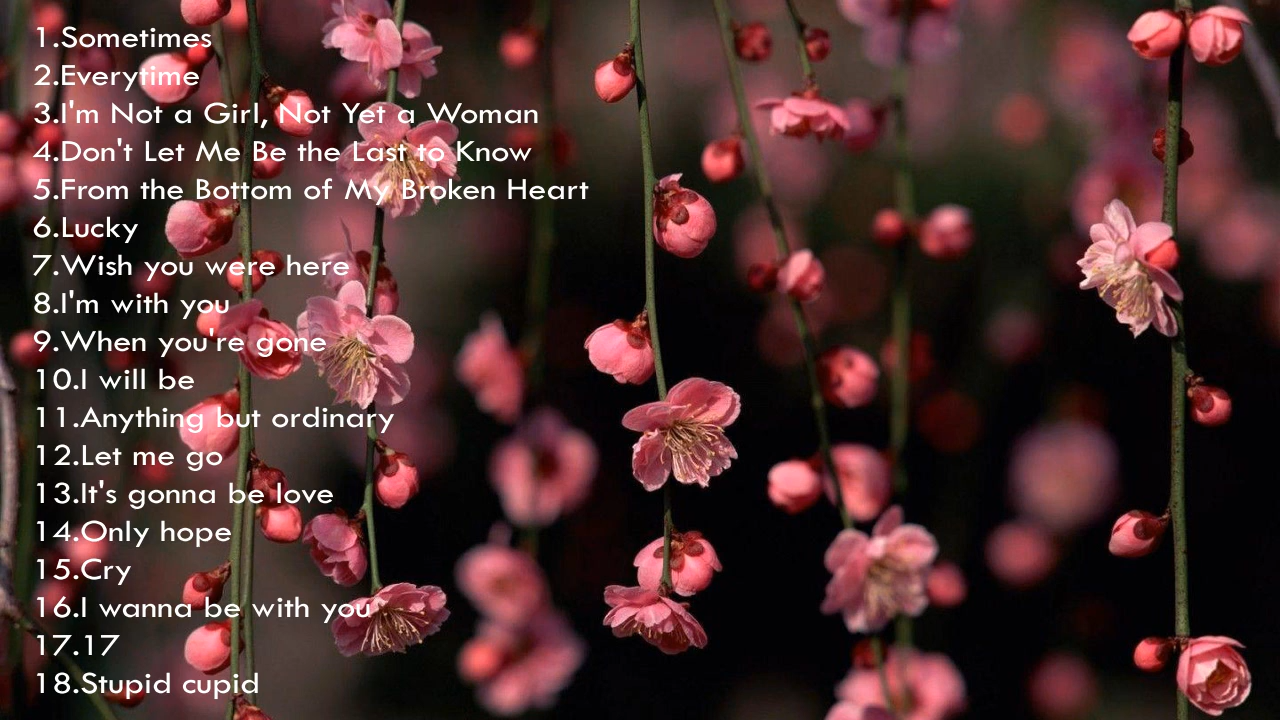 1.Sometimes
2.Everytime
3.I'm Not a Girl, Not Yet a Woman
4.Don't Let Me Be the Last to Know
5.From the Bottom of My Broken Heart
6.Lucky
7.Wish you were here
8.I'm with you
9.When you're gone
10.I will be
11.Anything but ordinary
12.Let me go
13.It's gonna be love
14.Only hope
15.Cry
16.I wanna be with you
17.17
18.Stupid cupid